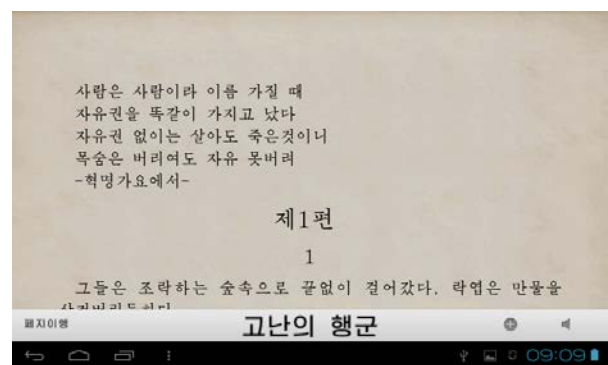 사람은 사람이라 이름 가질 때
자유권을 똑같이 가지고 났다
자유권 없이는 살아도 죽은것이니
목숨은 버리여도 자유 못버려
-혁명가요에서-
제1편
1
그들은 조락하는 숲속으로 끝없이 걸어갔다. 락엽은 만물을
페지이행
고난의 행군
09:09